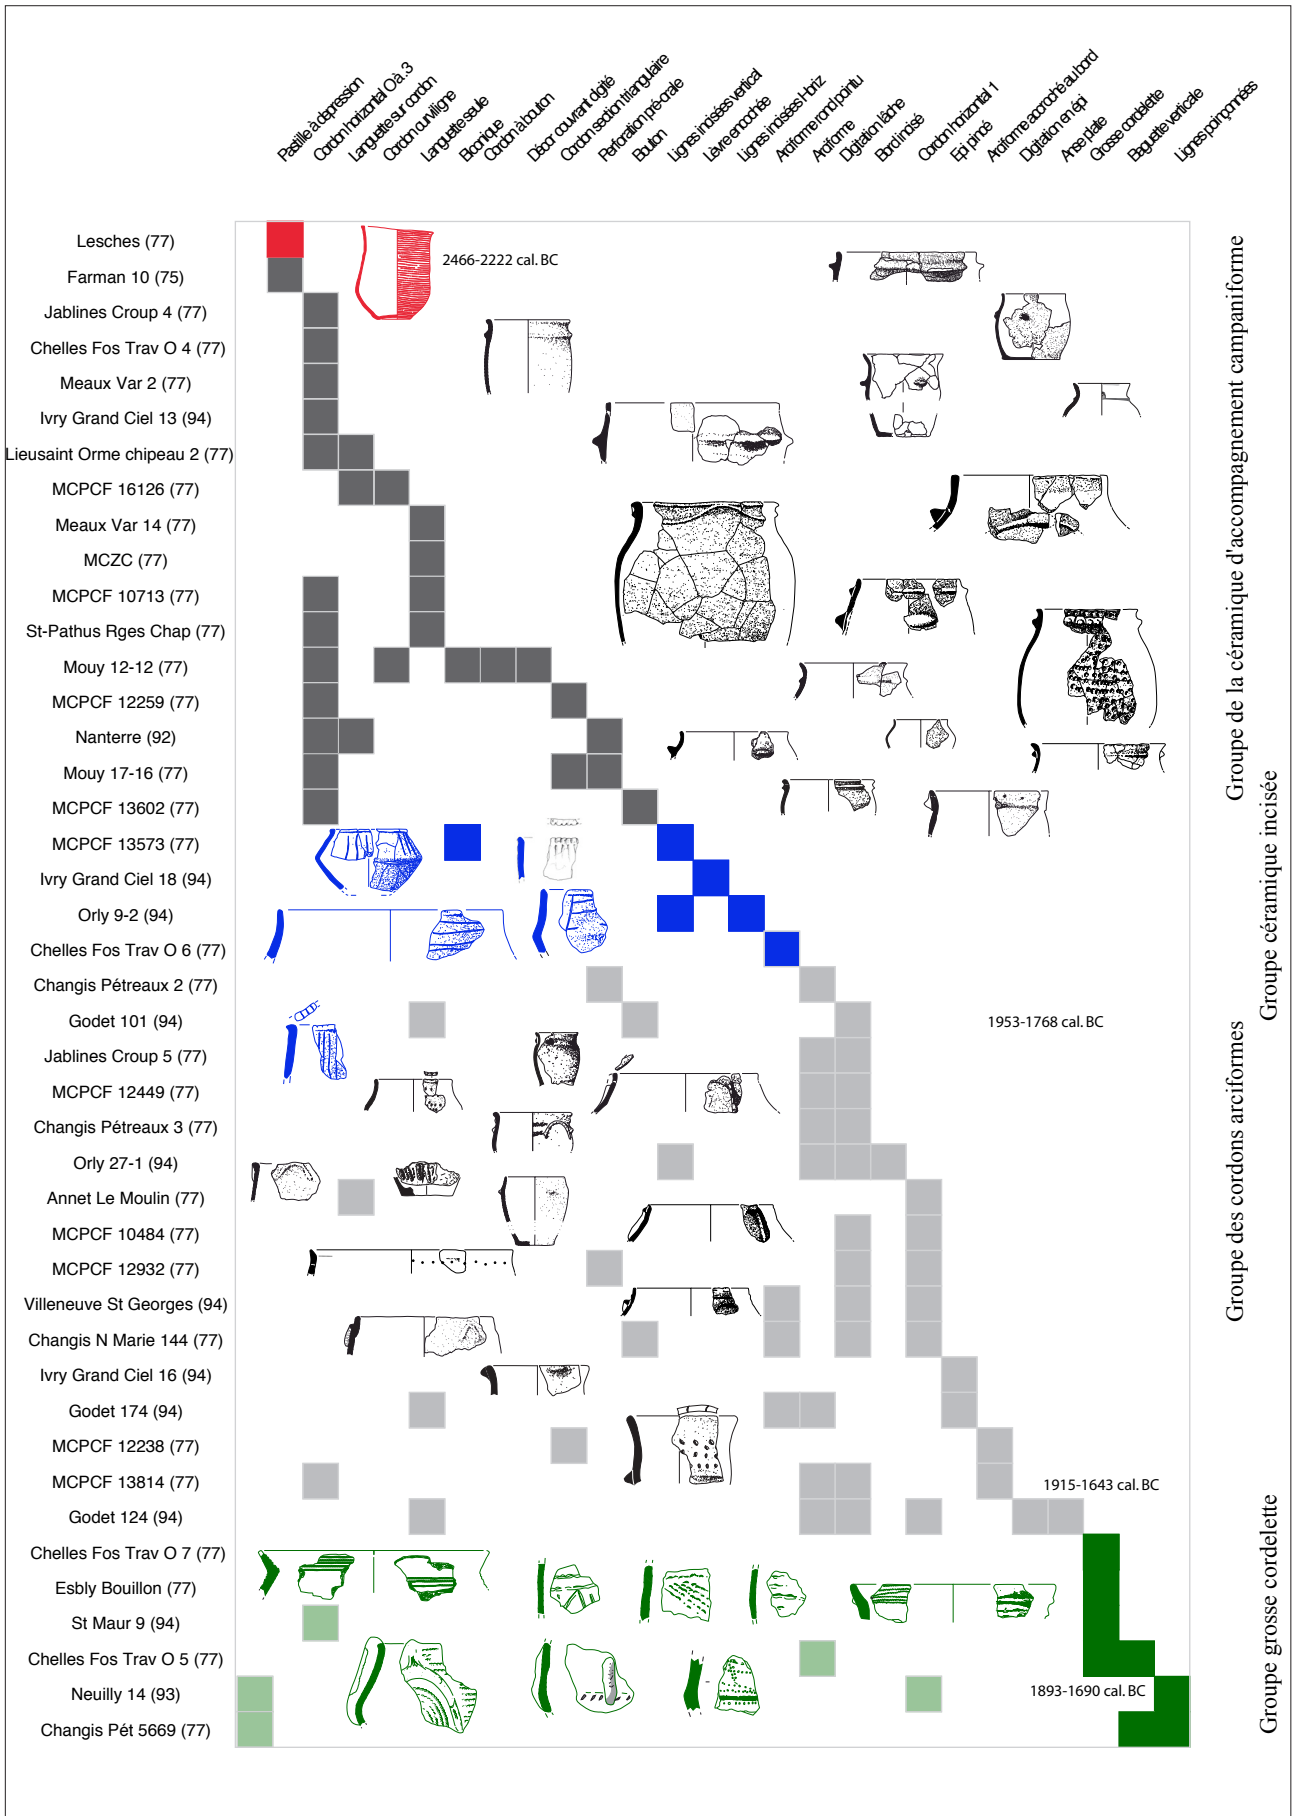 Pastille à dépression
Cordon horizontal O à .3
Languette sur cordon
Cordon curviligne
Languette seule
Biconique
Cordon à bouton
Décor couvrant digité
Cordon section triangulaire
Perforation pré-orale
Bouton
Lignes incisées vertical
Lèvre encochée
Lignes incisées Horiz
Arciforme rond pointu
Arciforme
Digitation lâche
Bord incisé
Cordon horizontal 1
Epi pincé
Arciforme accroché au bord
Digitation en épi
Anse plate
Grosse cordelette
Baguette verticale
Lignes poinçonnées
Lesches (77)
2466-2222 cal. BC
Farman 10 (75)
Jablines Croup 4 (77)
Chelles Fos Trav O 4 (77)
Meaux Var 2 (77)
Ivry Grand Ciel 13 (94)
Lieusaint Orme chipeau 2 (77)
MCPCF 16126 (77)
Meaux Var 14 (77)
MCZC (77)
MCPCF 10713 (77)
St-Pathus Rges Chap (77)
Mouy 12-12 (77)
MCPCF 12259 (77)
Nanterre (92)
Mouy 17-16 (77)
MCPCF 13602 (77)
MCPCF 13573 (77)
Ivry Grand Ciel 18 (94)
Orly 9-2 (94)
Chelles Fos Trav O 6 (77)
Changis Pétreaux 2 (77)
Godet 101 (94)
1953-1768 cal. BC
Jablines Croup 5 (77)
MCPCF 12449 (77)
Changis Pétreaux 3 (77)
Orly 27-1 (94)
Annet Le Moulin (77)
MCPCF 10484 (77)
MCPCF 12932 (77)
Villeneuve St Georges (94)
Changis N Marie 144 (77)
Ivry Grand Ciel 16 (94)
Godet 174 (94)
MCPCF 12238 (77)
MCPCF 13814 (77)
1915-1643 cal. BC
Godet 124 (94)
Chelles Fos Trav O 7 (77)
Esbly Bouillon (77)
St Maur 9 (94)
Chelles Fos Trav O 5 (77)
Neuilly 14 (93)
1893-1690 cal. BC
Changis Pét 5669 (77)
Groupe de la céramique d'accompagnement campaniforme
Groupe céramique incisée
Groupe des cordons arciformes
Groupe grosse cordelette